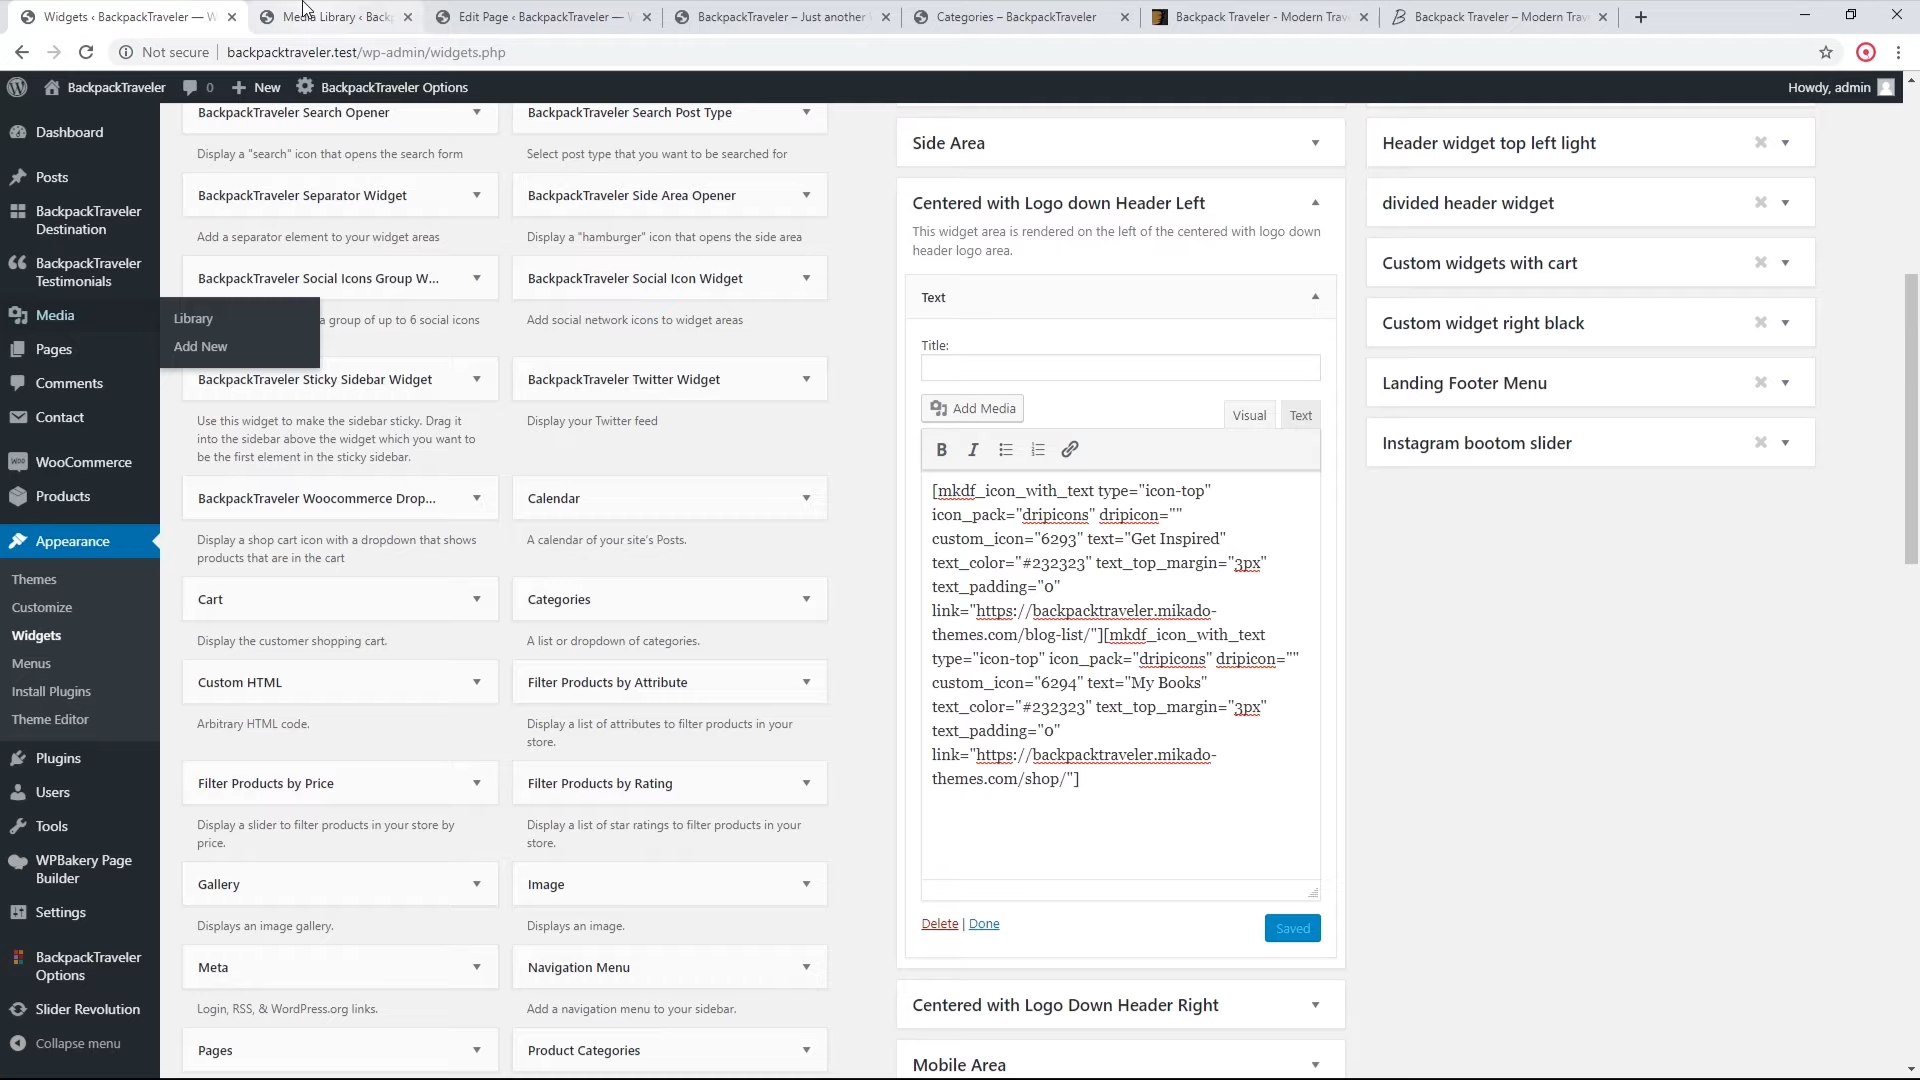 Widgets ‹ BackpackTraveler — W
Media Library ‹ Backp
Edit Page ‹ BackpackTraveler —
BackpackTraveler – Just another
Categories – BackpackTraveler
Backpack Traveler - Modern Trav
Backpack Traveler – Modern Trav
Not secure
backpacktraveler.test/wp-admin/widgets.php
BackpackTraveler
0
New
BackpackTraveler Options
Howdy, admin
Dashboard
Posts
BackpackTraveler
Destination
BackpackTraveler
Testimonials
Media
Library
Add New
Pages
Comments
Contact
WooCommerce
Products
Appearance
Themes
Customize
Widgets
Menus
Install Plugins
Theme Editor
Plugins
Users
Tools
WPBakery Page
Builder
Settings
BackpackTraveler
Options
Slider Revolution
Collapse menu
BackpackTraveler Search Opener
Display a "search" icon that opens the search form
BackpackTraveler Separator Widget
Add a separator element to your widget areas
BackpackTraveler Social Icons Group W...
a group of up to 6 social icons
BackpackTraveler Sticky Sidebar Widget
Use this widget to make the sidebar sticky. Drag it
into the sidebar above the widget which you want to
be the first element in the sticky sidebar.
BackpackTraveler Woocommerce Drop...
Display a shop cart icon with a dropdown that shows
products that are in the cart
Cart
Display the customer shopping cart.
Custom HTML
Arbitrary HTML code.
Filter Products by Price
Display a slider to filter products in your store by
price.
Gallery
Displays an image gallery.
Meta
Login, RSS, & WordPress.org links.
Pages
BackpackTraveler Search Post Type
Select post type that you want to be searched for
BackpackTraveler Side Area Opener
Display a "hamburger" icon that opens the side area
BackpackTraveler Social Icon Widget
Add social network icons to widget areas
BackpackTraveler Twitter Widget
Display your Twitter feed
Calendar
A calendar of your site's Posts.
Categories
A list or dropdown of categories.
Filter Products by Attribute
Display a list of attributes to filter products in your
store.
Filter Products by Rating
Display a list of star ratings to filter products in your
store.
Image
Displays an image.
Navigation Menu
Add a navigation menu to your sidebar.
Product Categories
Side Area
Centered with Logo down Header Left
This widget area is rendered on the left of the centered with logo down
header logo area.
Text
Title:
Add Media
Visual
Text
B I
[mkdf_icon_with_text type="icon-top"
icon_pack="dripicons" dripicon=""
custom_icon="6293" text="Get Inspired"
text_color="#232323" text_top_margin="3px"
text_padding="0"
link="https://backpacktraveler.mikado-
themes.com/blog-list/"][mkdf_icon_with_text
type="icon-top" icon_pack="dripicons" dripicon=""
custom_icon="6294" text="My Books"
text_color="#232323" text_top_margin="3px"
text_padding="0"
link="https://backpacktraveler.mikado-
themes.com/shop/"]
Delete | Done
Saved
Centered with Logo Down Header Right
Mobile Area
Header widget top left light
divided header widget
Custom widgets with cart
Custom widget right black
Landing Footer Menu
Instagram bootom slider